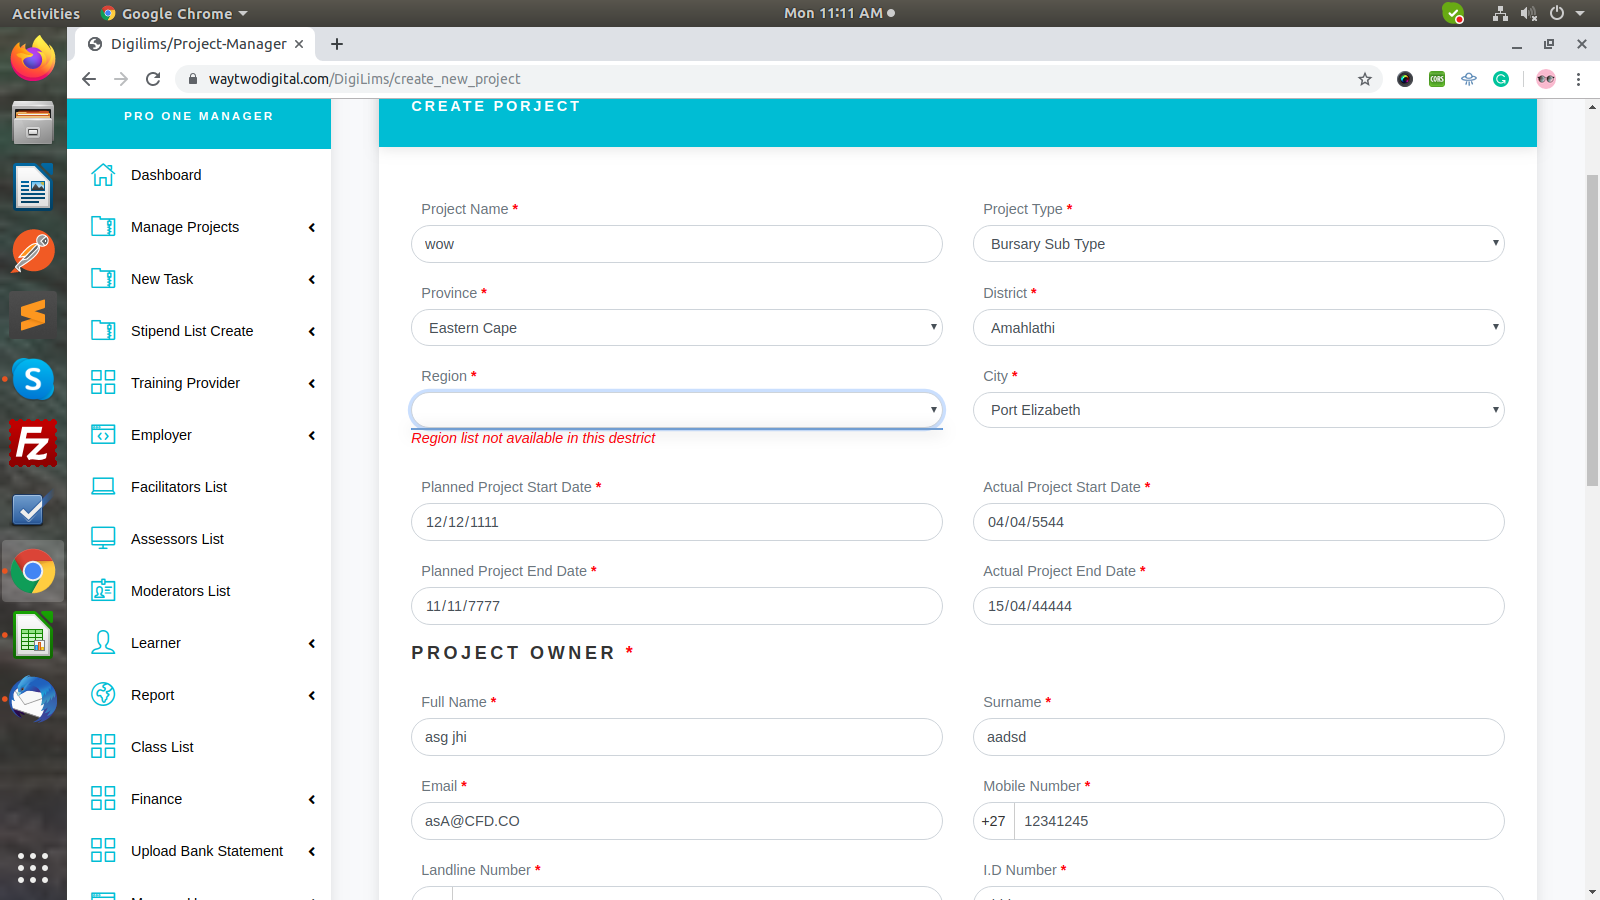 Activities Google Chrome Mon 11:11 AM
Digilims/Project-Manager
waytwodigital.com/DigiLims/create_new_project
PRO ONE MANAGER
Dashboard
Manage Projects
New Task
Stipend List Create
Training Provider
Employer
Facilitators List
Assessors List
Moderators List
Learner
Report
Class List
Finance
Upload Bank Statement
CREATE PORJECT
Project Name * Project Type *
wow Bursary Sub Type
Province * District *
Eastern Cape Amahlathi
Region * City *
Port Elizabeth
Region list not available in this destrict
Planned Project Start Date * Actual Project Start Date *
12/12/1111 04/04/5544
Planned Project End Date * Actual Project End Date *
11/11/7777 15/04/44444
PROJECT OWNER *
Full Name * Surname *
asg jhi aadsd
Email * Mobile Number *
asA@CFD.CO +27 12341245
Landline Number * I.D Number *